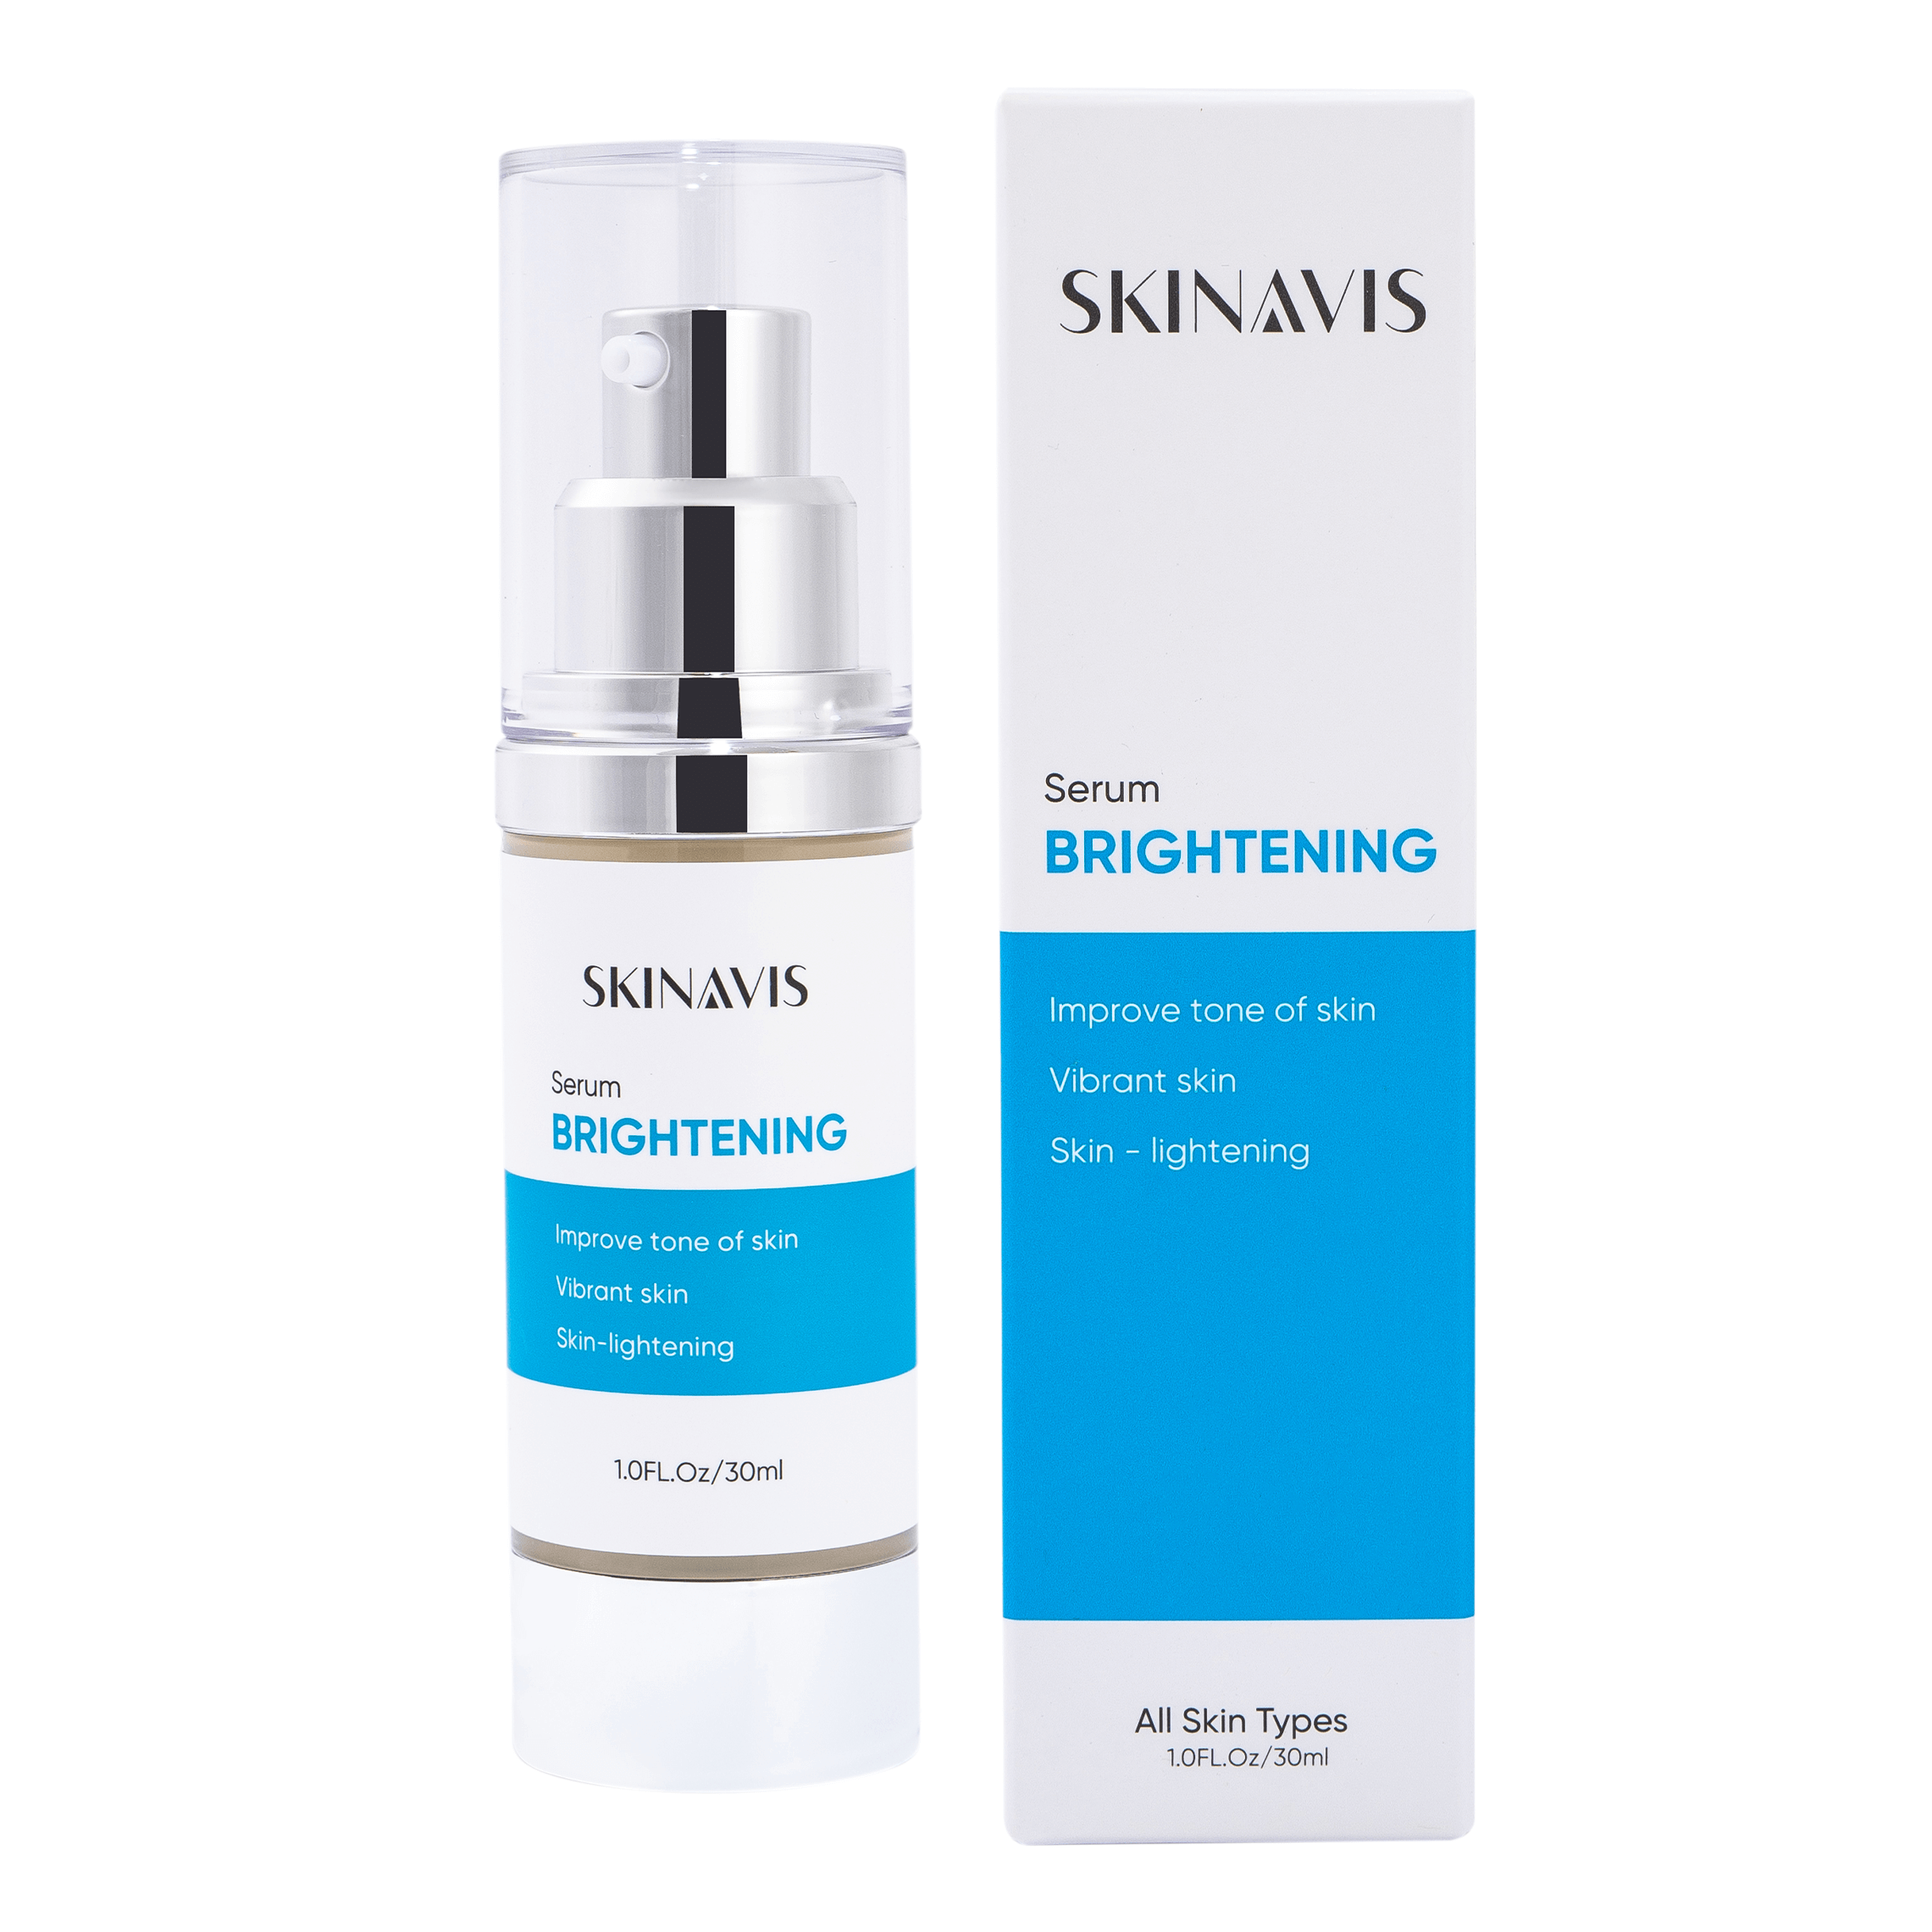 SKINAVIS
Serum
BRIGHTENING
Improve tone of skin
Vibrant skin
Skin-lightening
1.0FL.Oz/30ml
SKINAVIS
Serum
BRIGHTENING
Improve tone of skin
Vibrant skin
Skin - lightening
All Skin Types
1.0FL.Oz/30ml